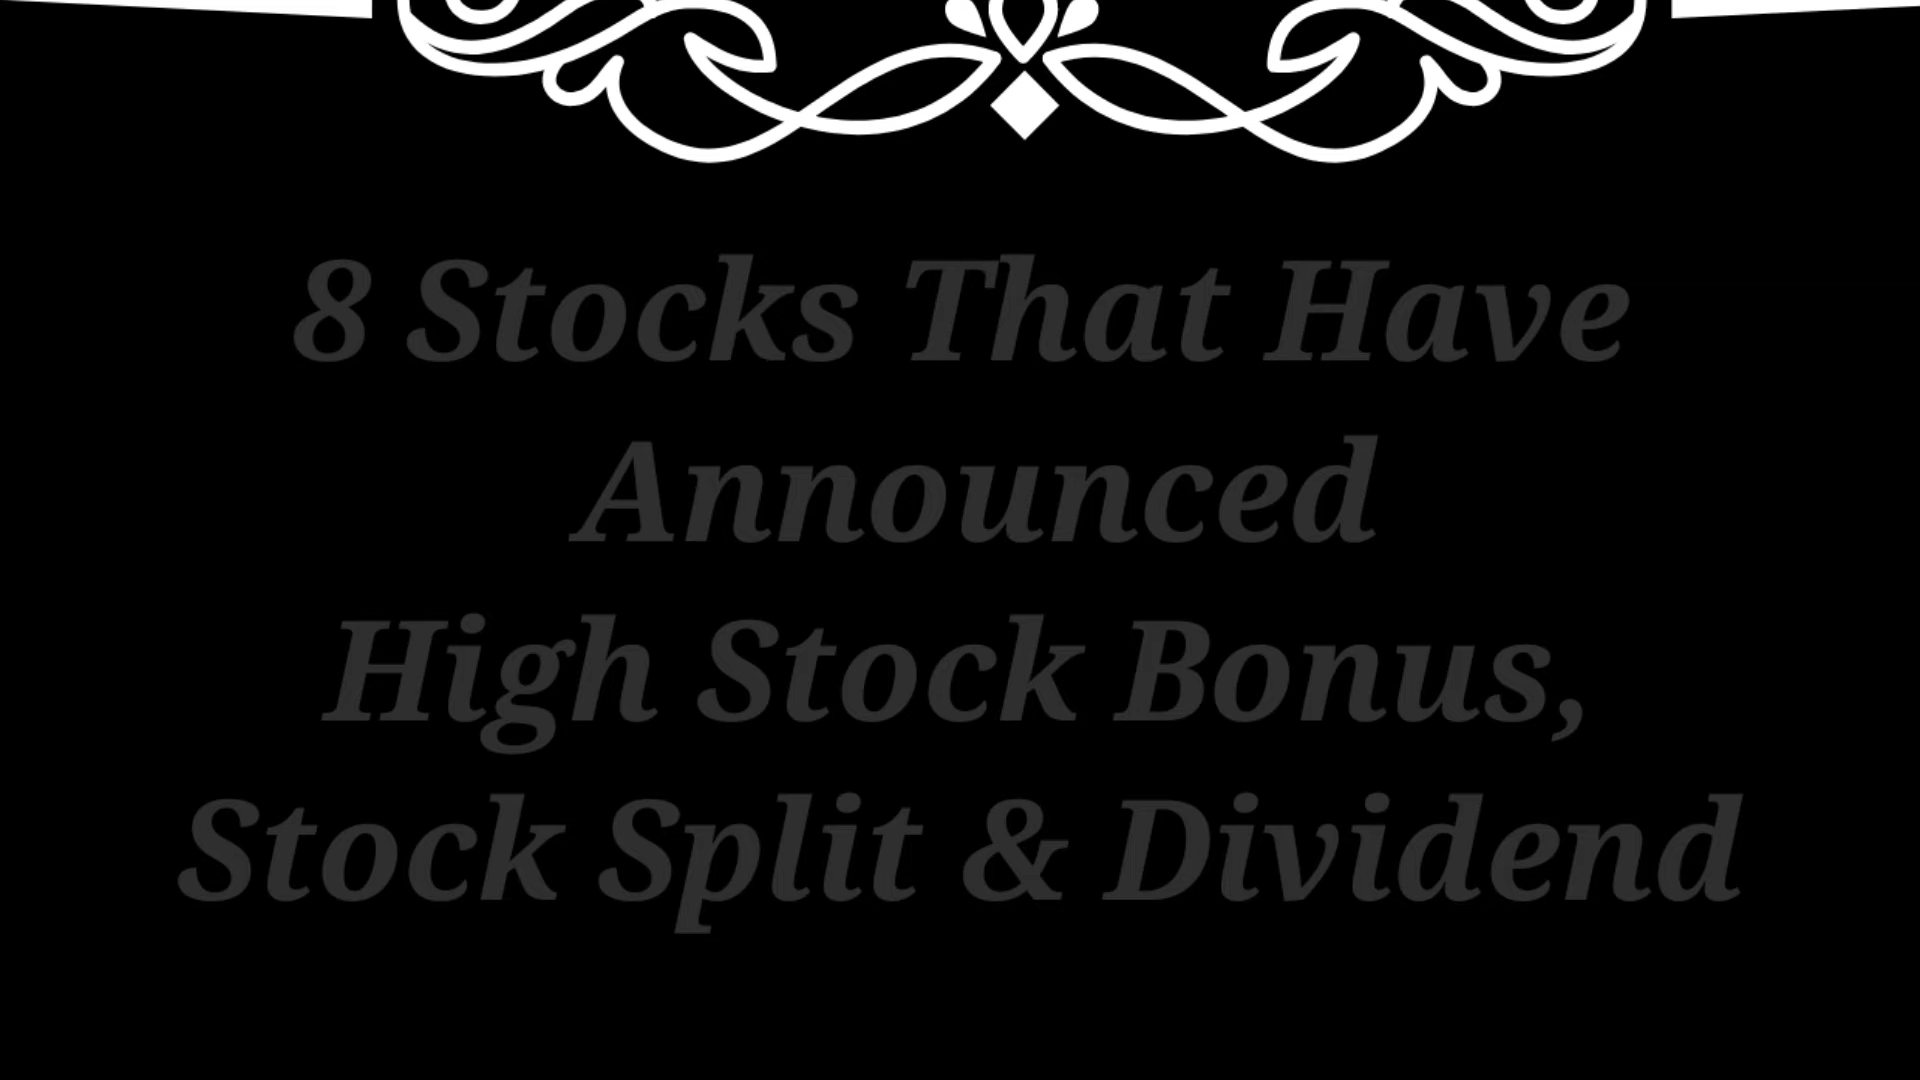 8 Stocks That Have
Announced
High Stock Bonus,
Stock Split & Dividend